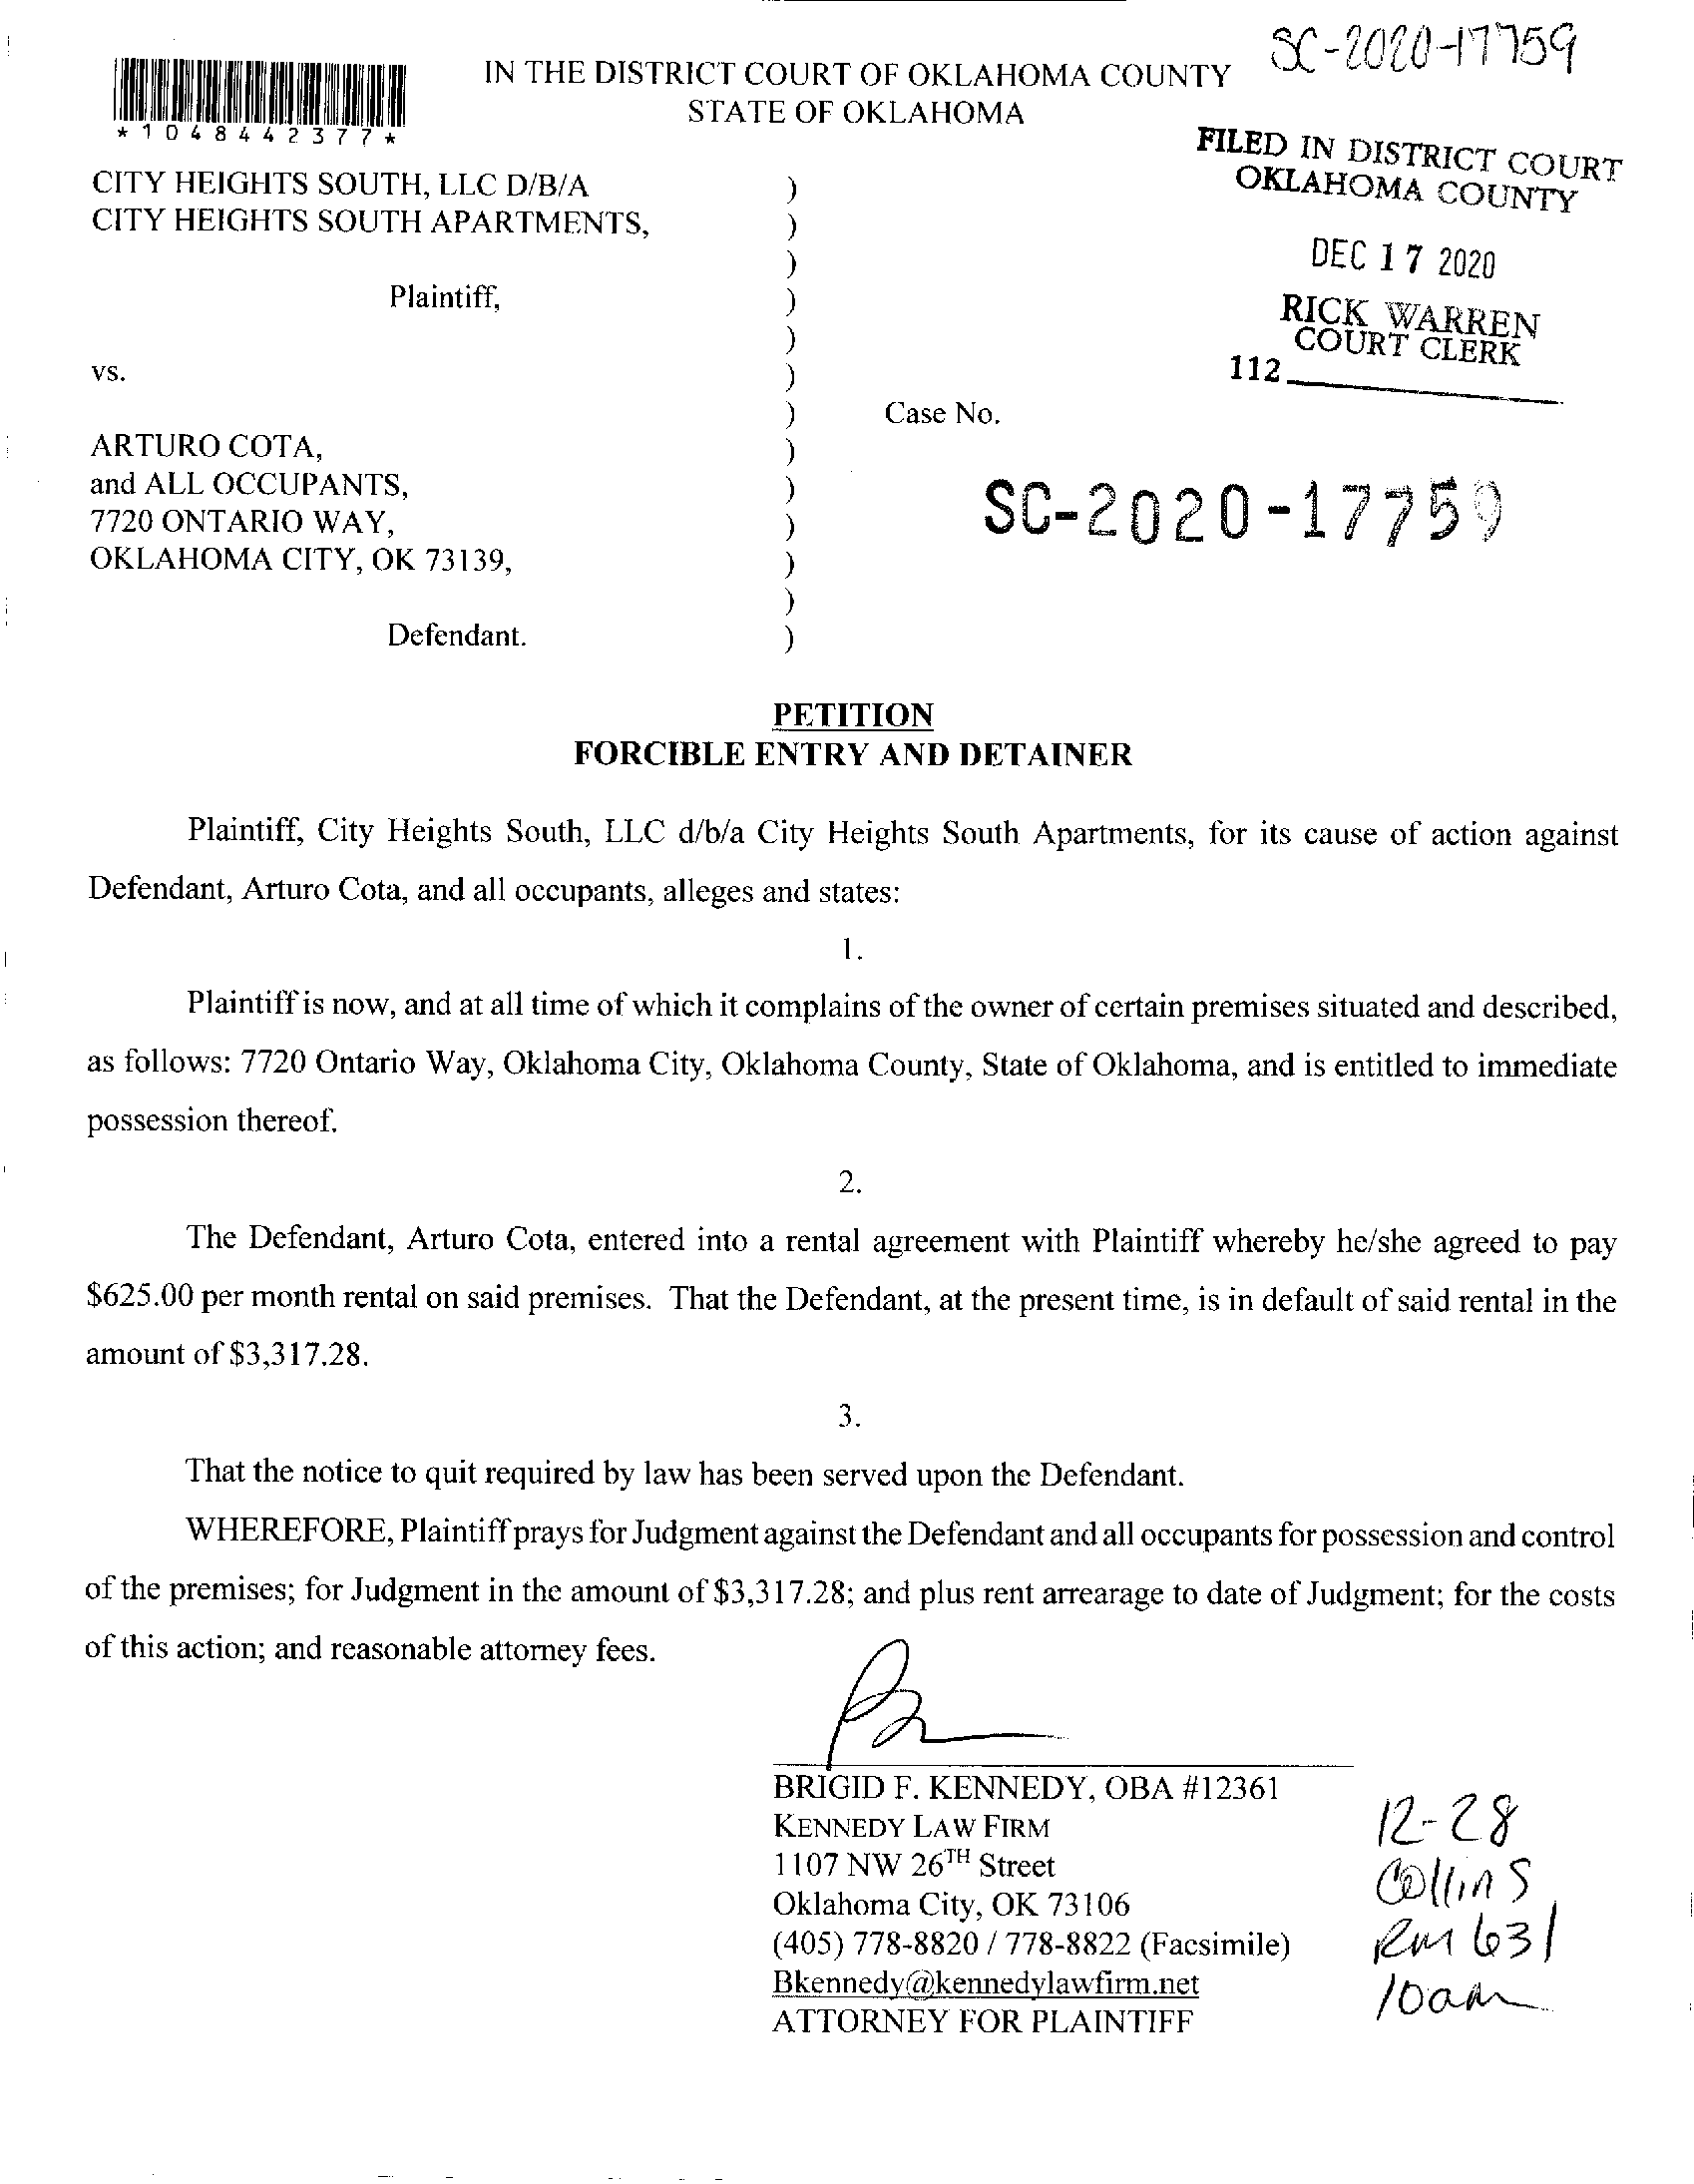 SC-2020-17759
IN THE DISTRICT COURT OF OKLAHOMA COUNTY
STATE OF OKLAHOMA
*1048442377*
FILED IN DISTRICT COURT
OKLAHOMA COUNTY
DEC 17 2020
RICK WARREN
COURT CLERK
112
CITY HEIGHTS SOUTH, LLC D/B/A )
CITY HEIGHTS SOUTH APARTMENTS, )
)
Plaintiff, )
)
vs. )
) Case No.
ARTURO COTA, )
and ALL OCCUPANTS, ) SC-2020-17759
7720 ONTARIO WAY, )
OKLAHOMA CITY, OK 73139, )
)
Defendant. )
PETITION
FORCIBLE ENTRY AND DETAINER
Plaintiff, City Heights South, LLC d/b/a City Heights South Apartments, for its cause of action against
Defendant, Arturo Cota, and all occupants, alleges and states:
1.
Plaintiff is now, and at all time of which it complains of the owner of certain premises situated and described,
as follows: 7720 Ontario Way, Oklahoma City, Oklahoma County, State of Oklahoma, and is entitled to immediate
possession thereof.
2.
The Defendant, Arturo Cota, entered into a rental agreement with Plaintiff whereby he/she agreed to pay
$625.00 per month rental on said premises. That the Defendant, at the present time, is in default of said rental in the
amount of $3,317.28.
3.
That the notice to quit required by law has been served upon the Defendant.
WHEREFORE, Plaintiff prays for Judgment against the Defendant and all occupants for possession and control
of the premises; for Judgment in the amount of $3,317.28; and plus rent arrearage to date of Judgment; for the costs
of this action; and reasonable attorney fees.
BRIGID F. KENNEDY, OBA #12361
KENNEDY LAW FIRM
1107 NW 26TH Street
Oklahoma City, OK 73106
(405) 778-8820 / 778-8822 (Facsimile)
Bkennedy@kennedylawfirm.net
ATTORNEY FOR PLAINTIFF
12-28
Collins
Rm 631
10am